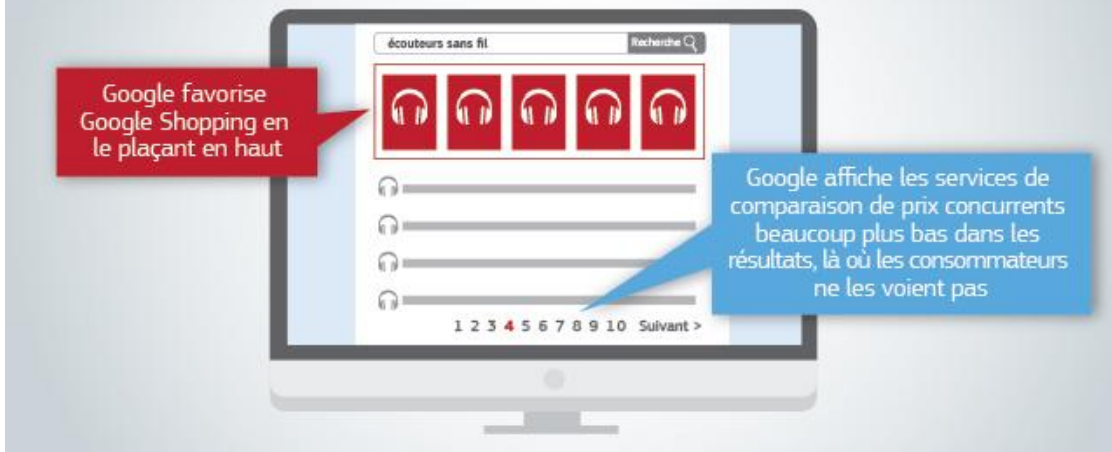 écouteurs sans fil
Recherche
Google favorise
Google Shopping en
le plaçant en haut
Google affiche les services de
comparaison de prix concurrents
beaucoup plus bas dans les
résultats, là où les consommateurs
ne les voient pas
1 2 3 4 5 6 7 8 9 10 Suivant >